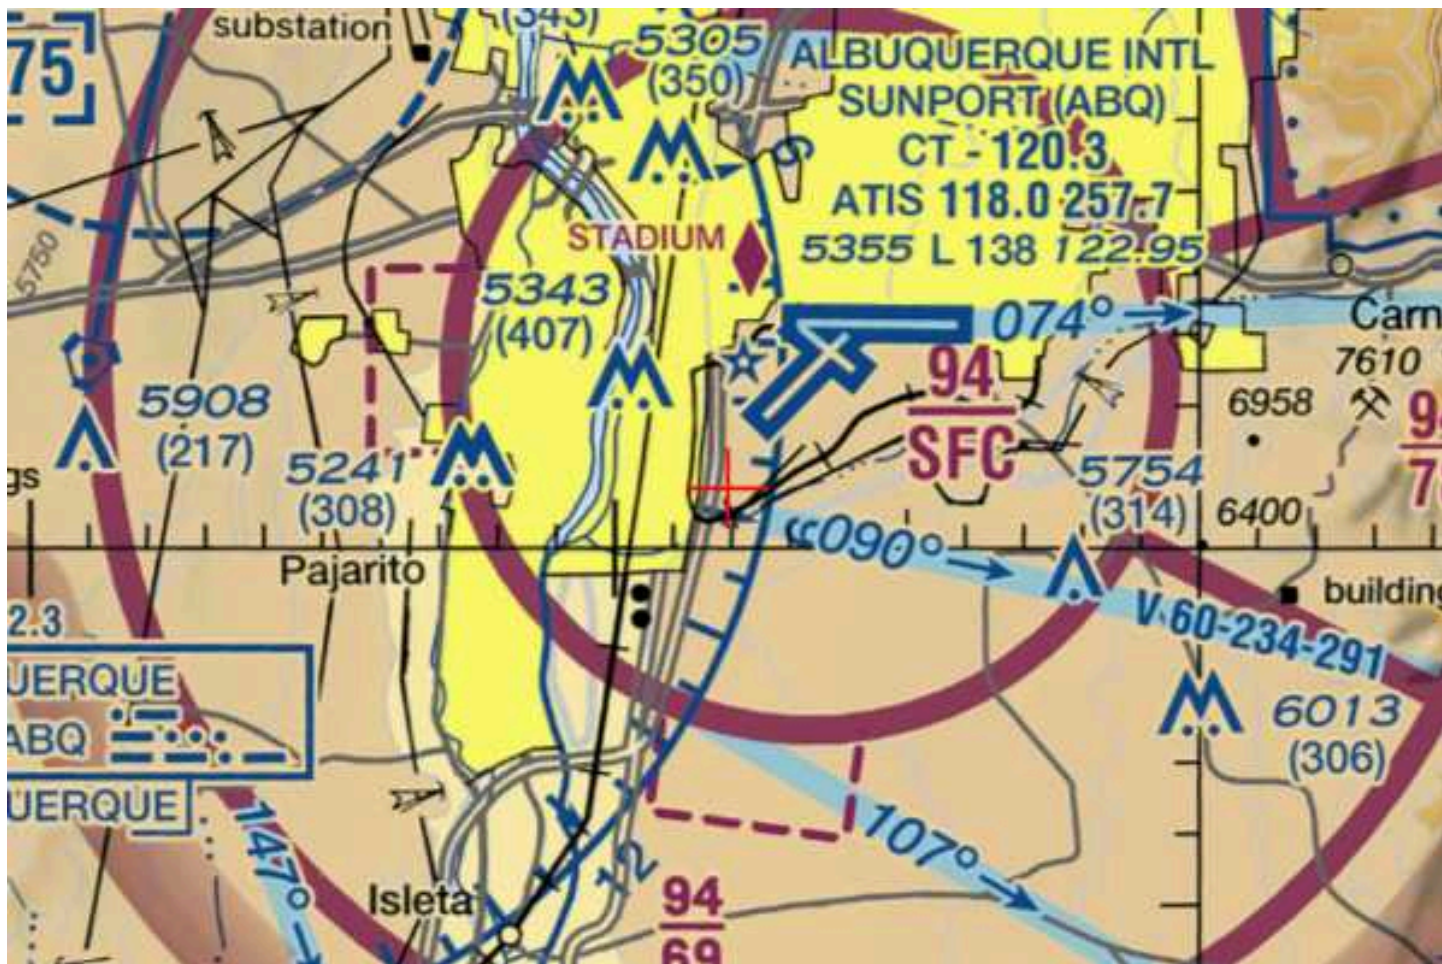 substation
(343)
5305
(350)
ALBUQUERQUE INTL
SUNPORT (ABQ)
CT - 120.3
ATIS 118.0 257.7
5355 L 138 122.95
75
STADIUM
5750
5343
(407)
074°
Carn
7610
6958
94
SFC
5908
(217)
5241
(308)
5754
(314)
6400
gs
090°
Pajarito
building
2.3
V 60-234-291
UERQUE
ABQ
6013
(306)
UERQUE
147°
107°
12
Isleta
94
69